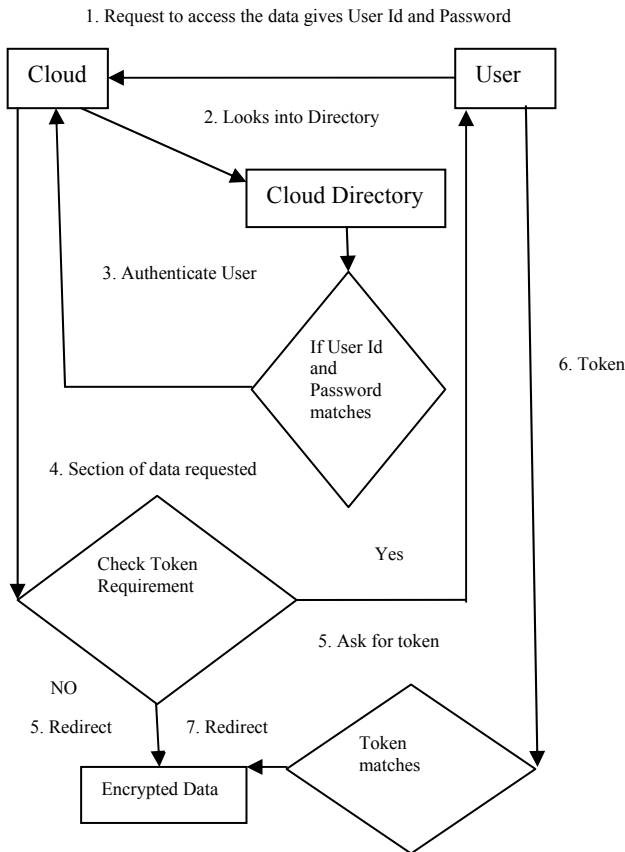 1. Request to access the data gives User Id and Password
Cloud
User
2. Looks into Directory
Cloud Directory
3. Authenticate User
If User Id
and
Password
matches
6. Token
4. Section of data requested
Check Token
Requirement
Yes
5. Ask for token
NO
5. Redirect
7. Redirect
Token
matches
Encrypted Data